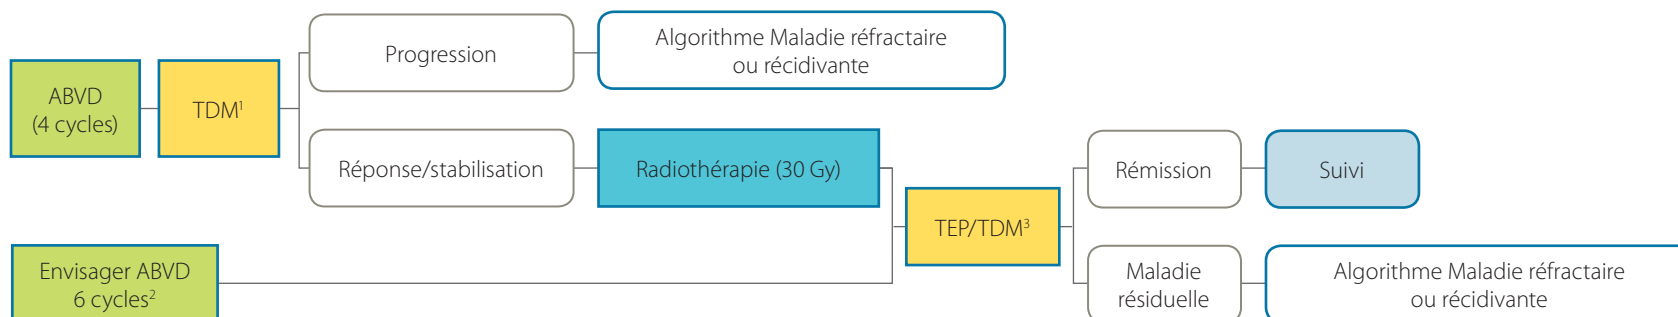 ABVD
(4 cycles)
TDM¹
Progression
Algorithme Maladie réfractaire
ou récidivante
Réponse/stabilisation
Radiothérapie (30 Gy)
Envisager ABVD
6 cycles²
TEP/TDM³
Rémission
Suivi
Maladie
résiduelle
Algorithme Maladie réfractaire
ou récidivante